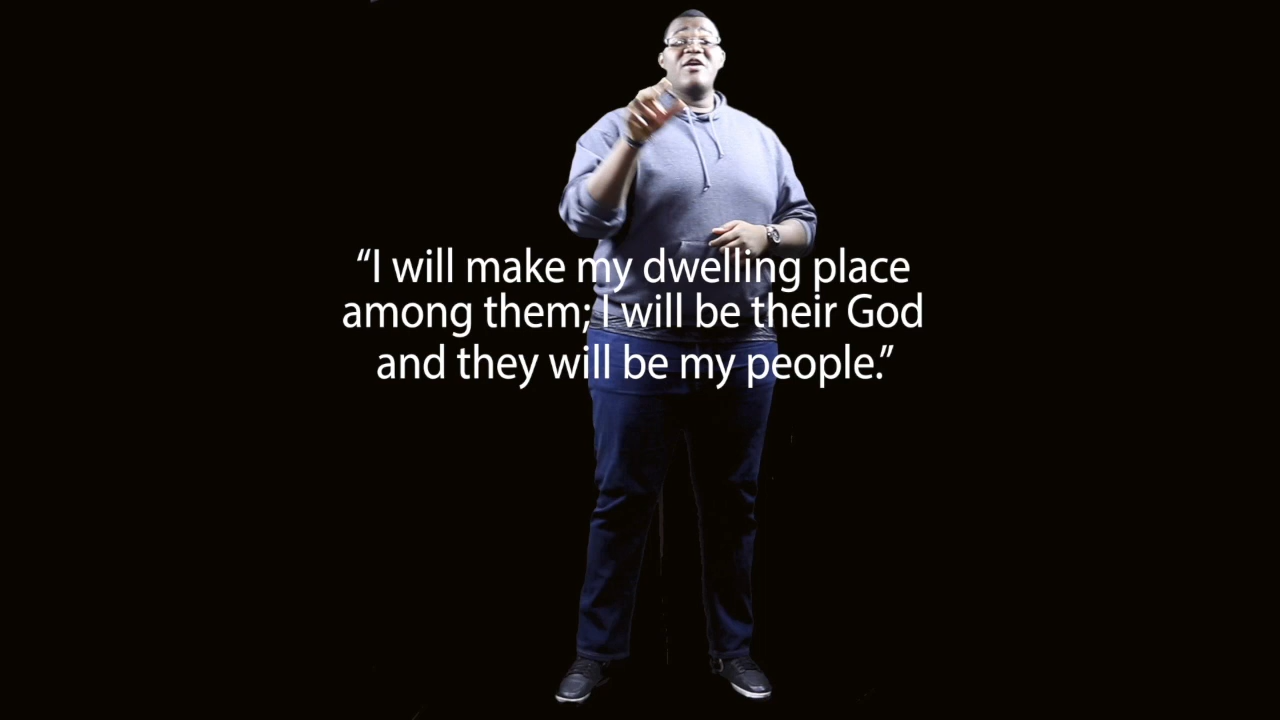 “I will make my dwelling place
among them; I will be their God
and they will be my people.”